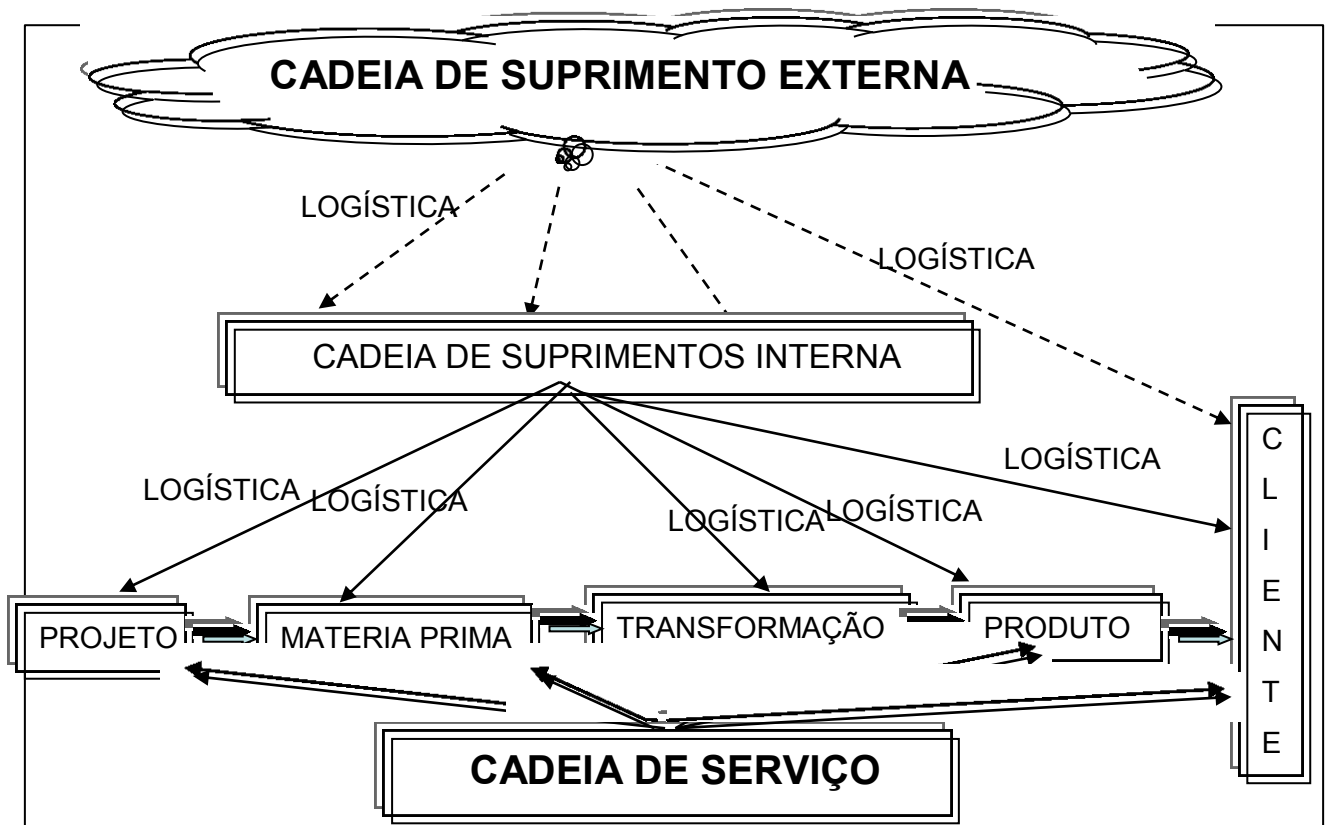 CADEIA DE SUPRIMENTO EXTERNA
LOGÍSTICA
LOGÍSTICA
CADEIA DE SUPRIMENTOS INTERNA
LOGÍSTICA
LOGÍSTICA
LOGÍSTICA
LOGÍSTICA
LOGÍSTICA
PROJETO
MATERIA PRIMA
TRANSFORMAÇÃO
PRODUTO
C
L
I
E
N
T
E
CADEIA DE SERVIÇO